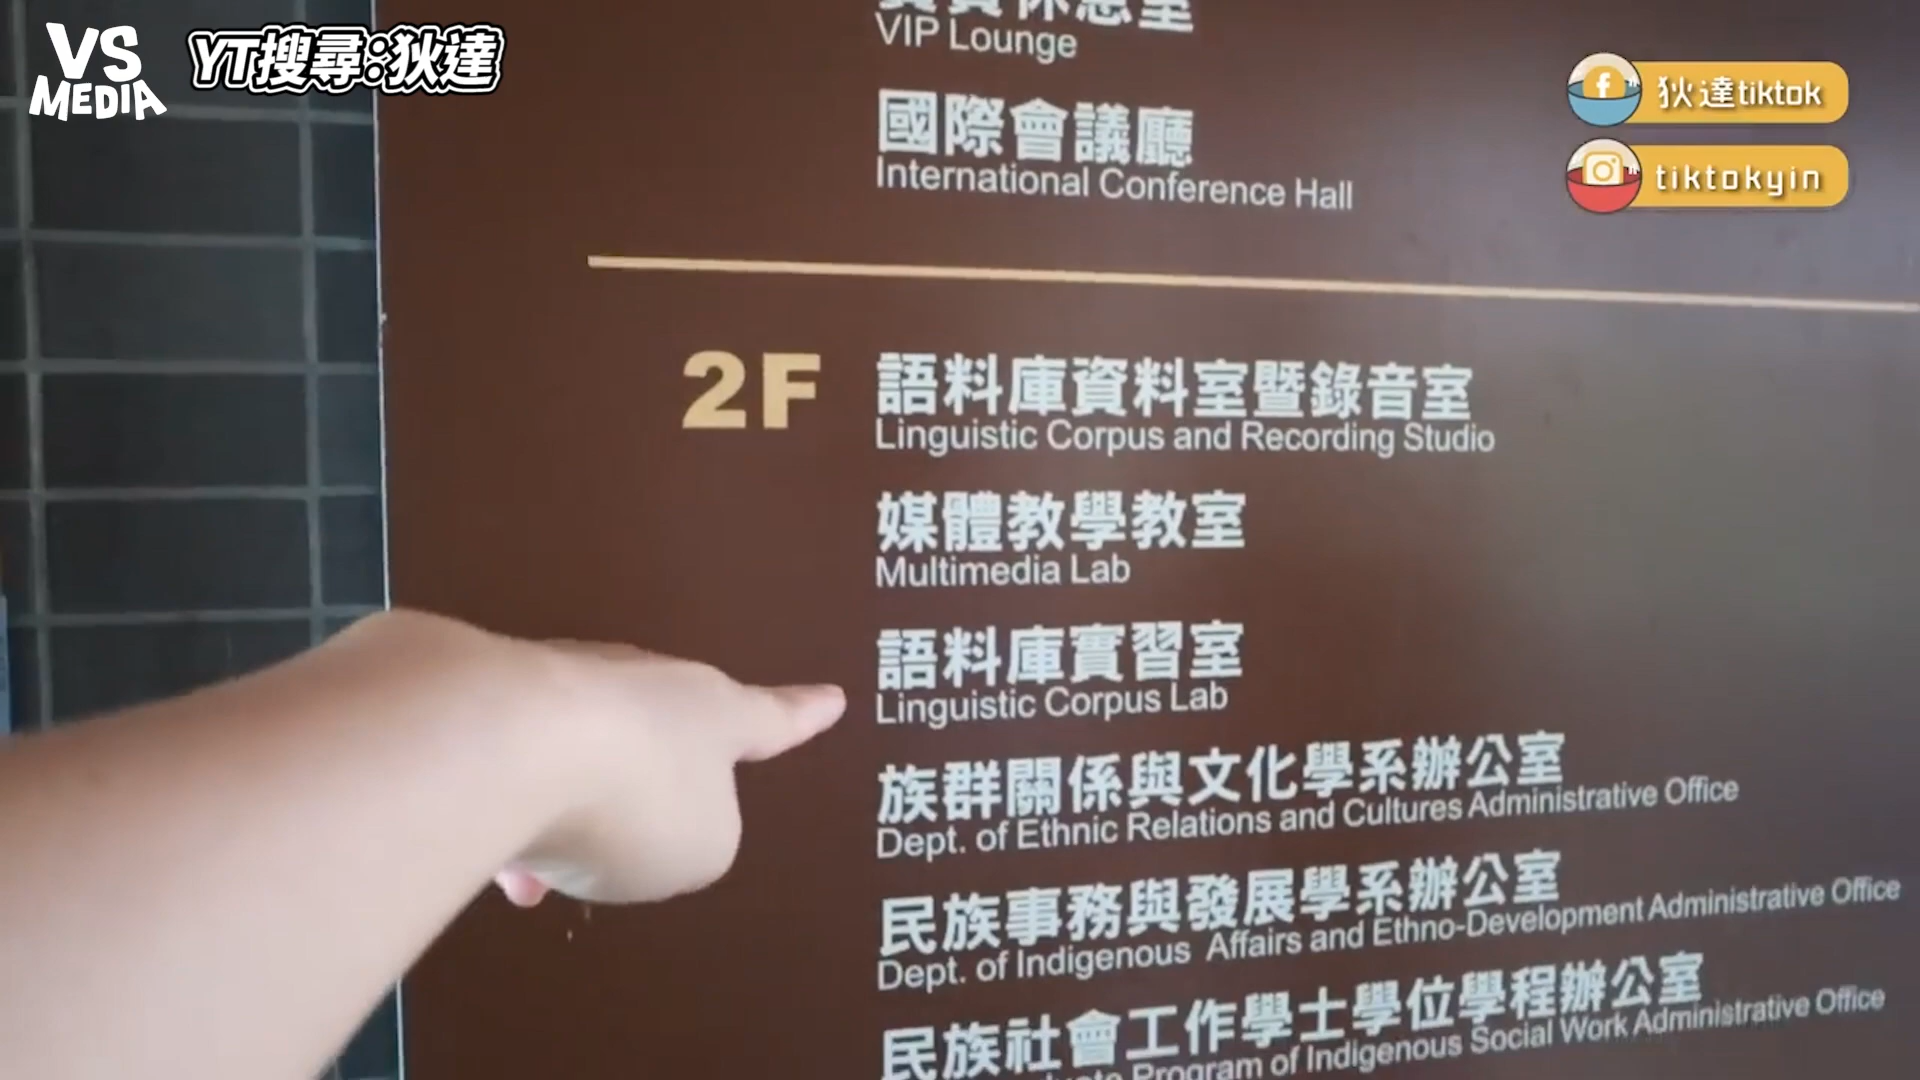 VS
MEDIA
YT搜尋:狄達
狄達tiktok
tiktokyin
貴賓休息室
VIP Lounge
國際會議廳
International Conference Hall
2F
語料庫資料室暨錄音室
Linguistic Corpus and Recording Studio
媒體教學教室
Multimedia Lab
語料庫實習室
Linguistic Corpus Lab
族群關係與文化學系辦公室
Dept. of Ethnic Relations and Cultures Administrative Office
民族事務與發展學系辦公室
Dept. of Indigenous Affairs and Ethno-Development Administrative Office
民族社會工作學士學位學程辦公室
Program of Indigenous Social Work Administrative Office